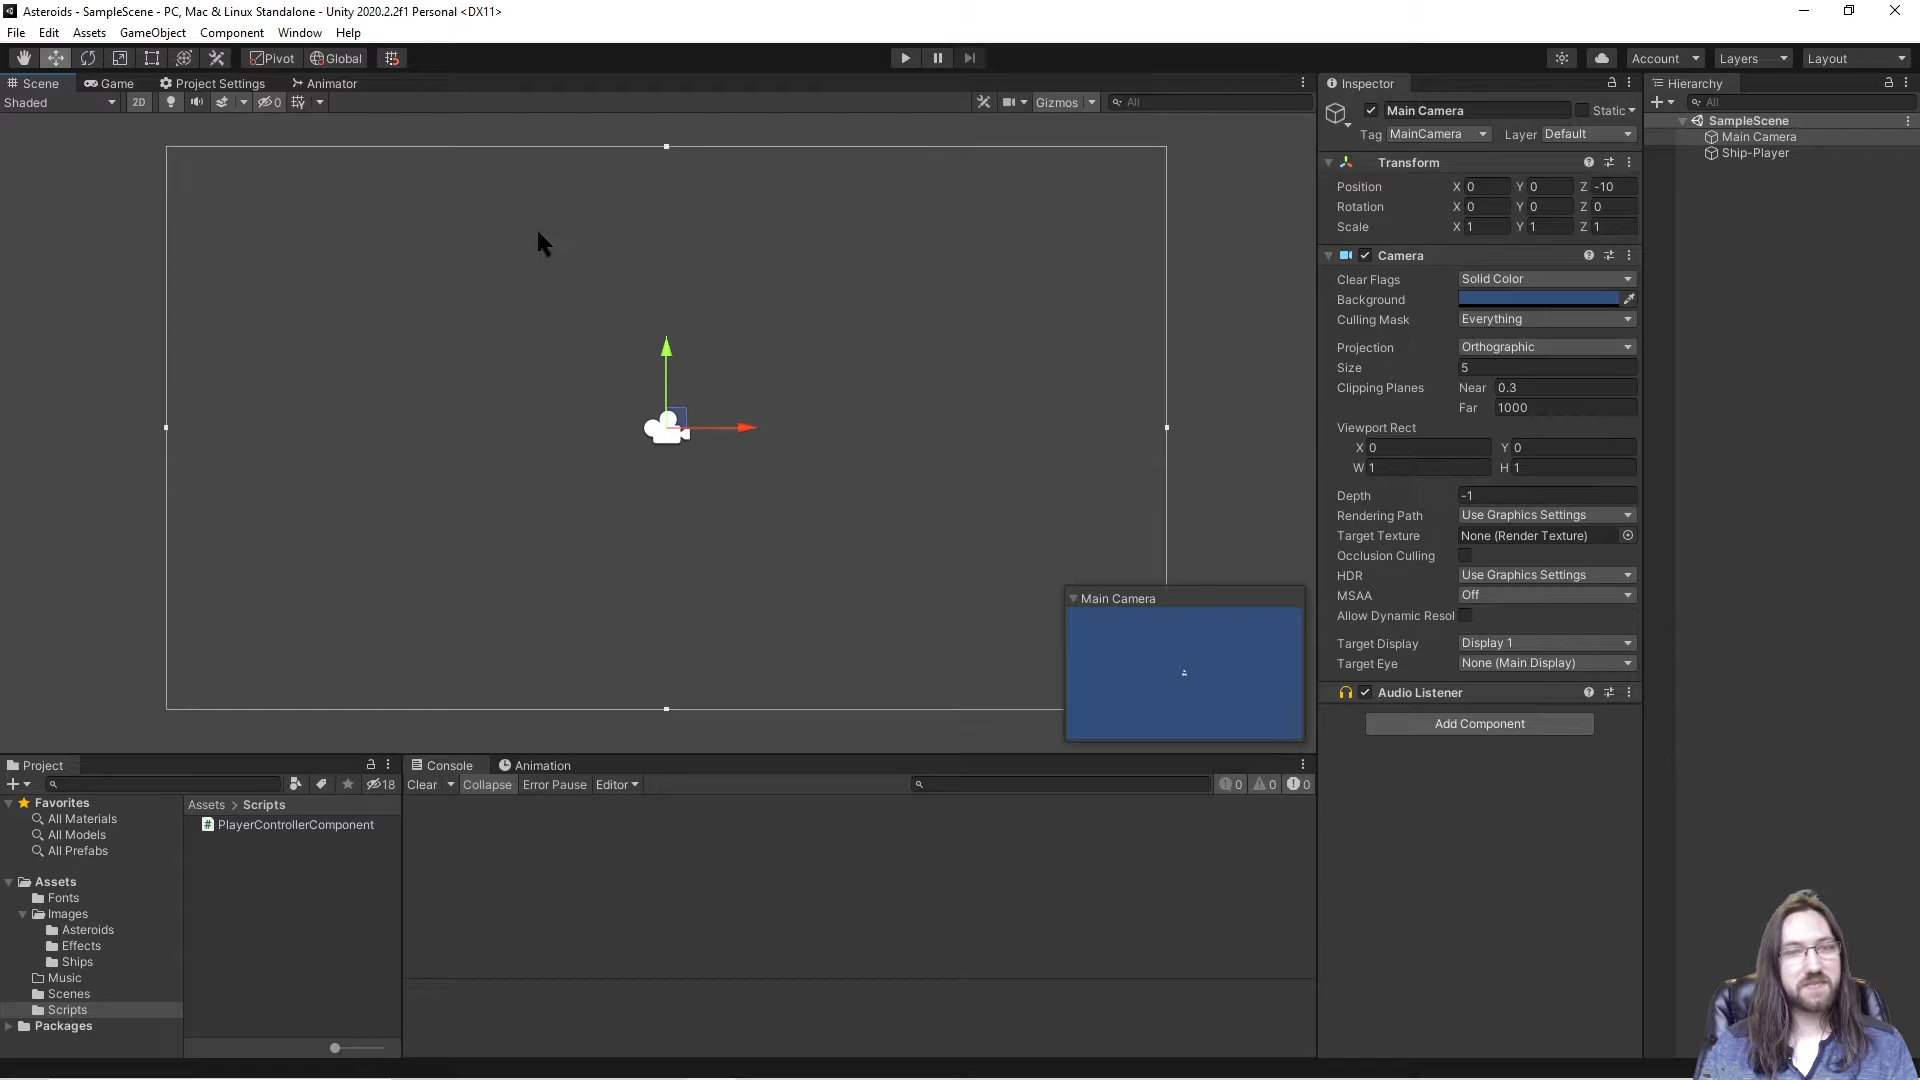 Asteroids - SampleScene - PC, Mac & Linux Standalone - Unity 2020.2.2f1 Personal <DX11>
File Edit Assets GameObject Component Window Help
Pivot Global Account Layers Layout
Scene Game Project Settings Animator
Shaded 2D 0 Gizmos All
Main Camera
Inspector
Main Camera Static
Tag MainCamera Layer Default
Transform
Position X 0 Y 0 Z -10
Rotation X 0 Y 0 Z 0
Scale X 1 Y 1 Z 1
Camera
Clear Flags Solid Color
Background
Culling Mask Everything
Projection Orthographic
Size 5
Clipping Planes Near 0.3
Far 1000
Viewport Rect
X 0 Y 0
W 1 H 1
Depth -1
Rendering Path Use Graphics Settings
Target Texture None (Render Texture)
Occlusion Culling
HDR Use Graphics Settings
MSAA Off
Allow Dynamic Resol
Target Display Display 1
Target Eye None (Main Display)
Audio Listener
Add Component
Hierarchy
All
SampleScene
Main Camera
Ship-Player
Project
18
Favorites
All Materials
All Models
All Prefabs
Assets
Fonts
Images
Asteroids
Effects
Ships
Music
Scenes
Scripts
Packages
Assets > Scripts
# PlayerControllerComponent
Console Animation
Clear Collapse Error Pause Editor 0 0 0